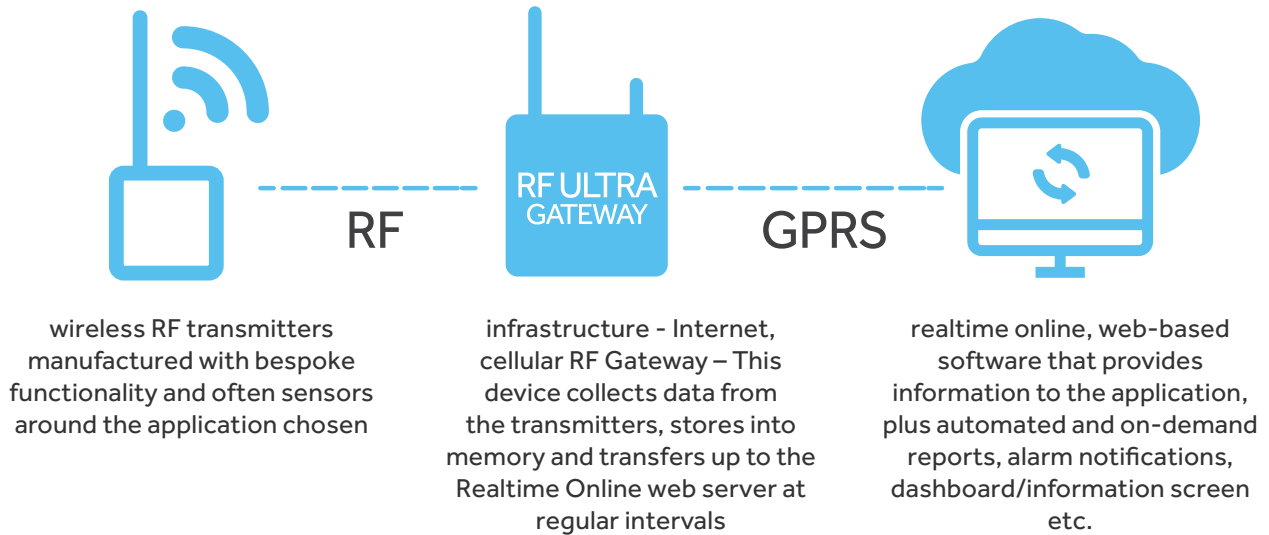 RF ULTRA
GATEWAY
RF
GPRS
wireless RF transmitters
manufactured with bespoke
functionality and often sensors
around the application chosen
infrastructure - Internet,
cellular RF Gateway – This
device collects data from
the transmitters, stores into
memory and transfers up to the
Realtime Online web server at
regular intervals
realtime online, web-based
software that provides
information to the application,
plus automated and on-demand
reports, alarm notifications,
dashboard/information screen
etc.